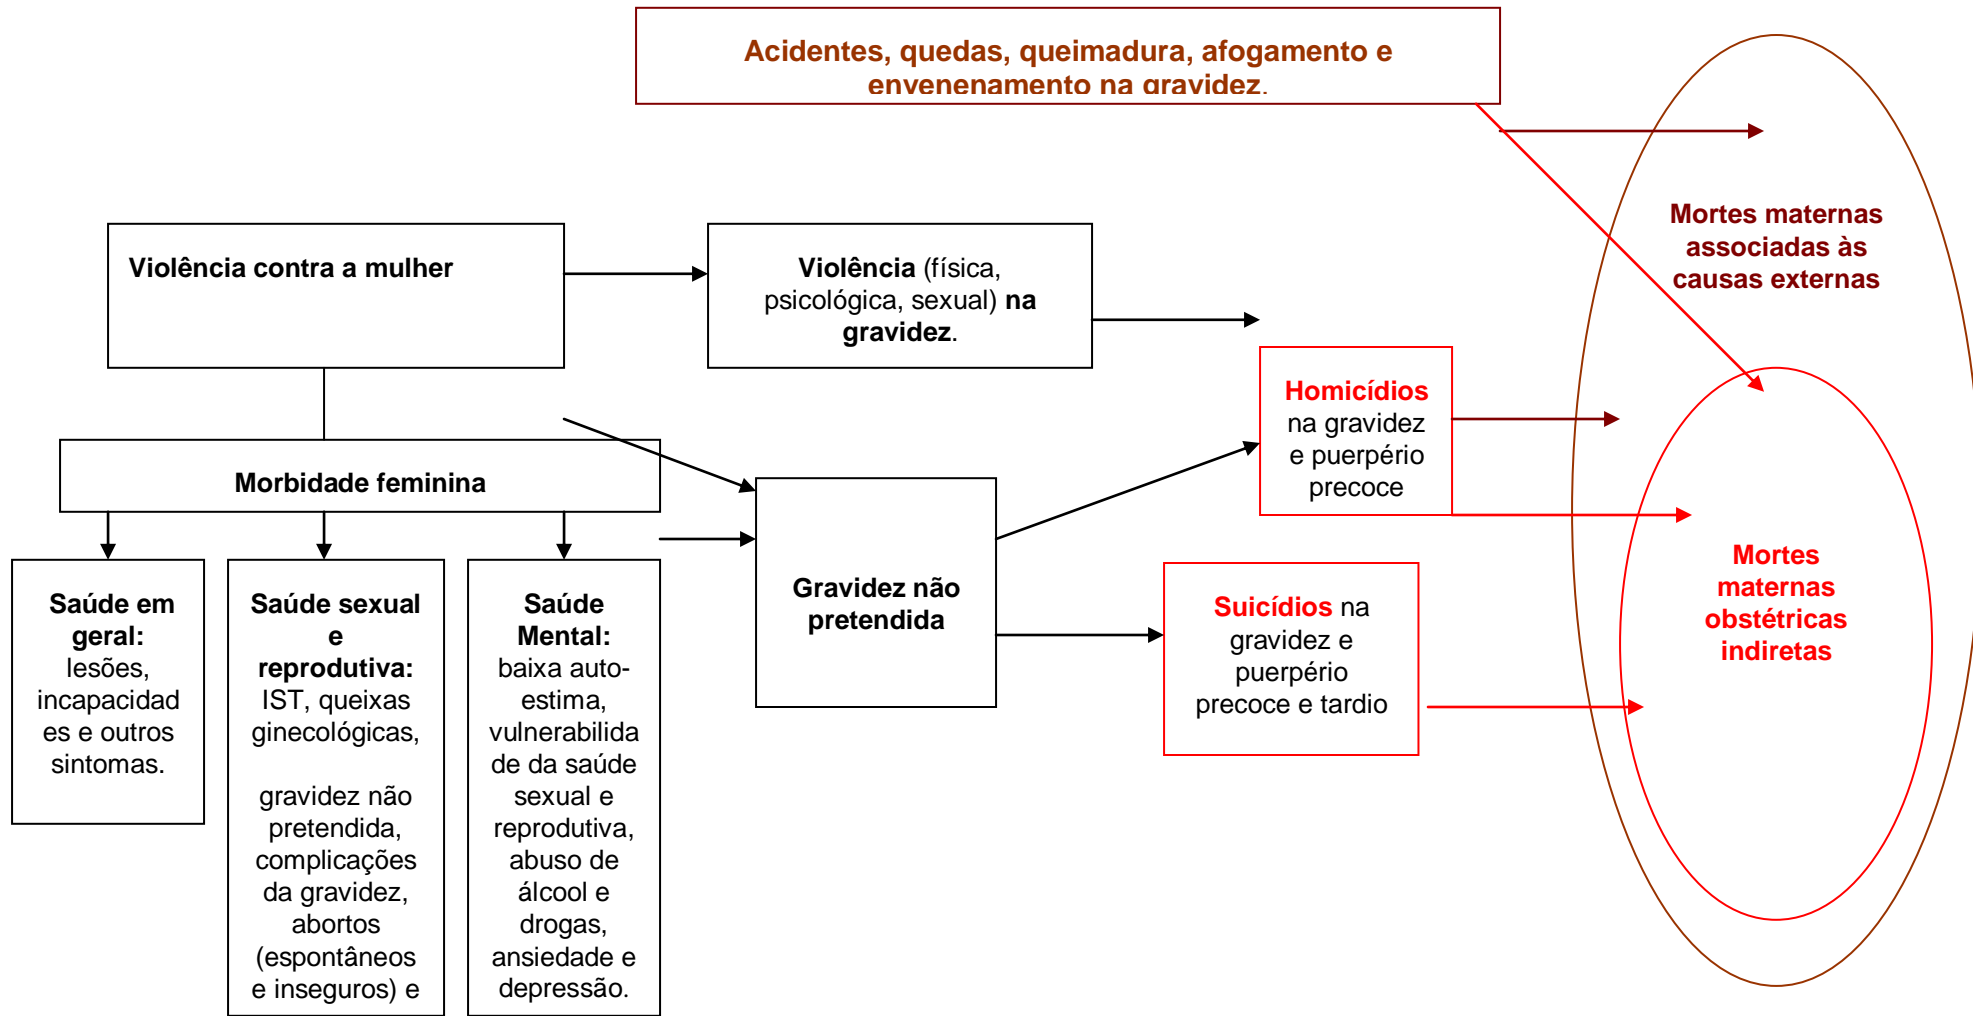 Acidentes, quedas, queimadura, afogamento e
envenenamento na gravidez.
Mortes maternas
associadas às
causas externas
Violência contra a mulher
Violência (física,
psicológica, sexual) na
gravidez.
Homicídios
na gravidez
e puerpério
precoce
Morbidade feminina
Mortes
maternas
obstétricas
indiretas
Gravidez não
pretendida
Suicídios na
gravidez e
puerpério
precoce e tardio
Saúde em
geral:
lesões,
incapacidad
es e outros
sintomas.
Saúde sexual
e
reprodutiva:
IST, queixas
ginecológicas,
gravidez não
pretendida,
complicações
da gravidez,
abortos
(espontâneos
e inseguros) e
Saúde
Mental:
baixa auto-
estima,
vulnerabilida
de da saúde
sexual e
reprodutiva,
abuso de
álcool e
drogas,
ansiedade e
depressão.